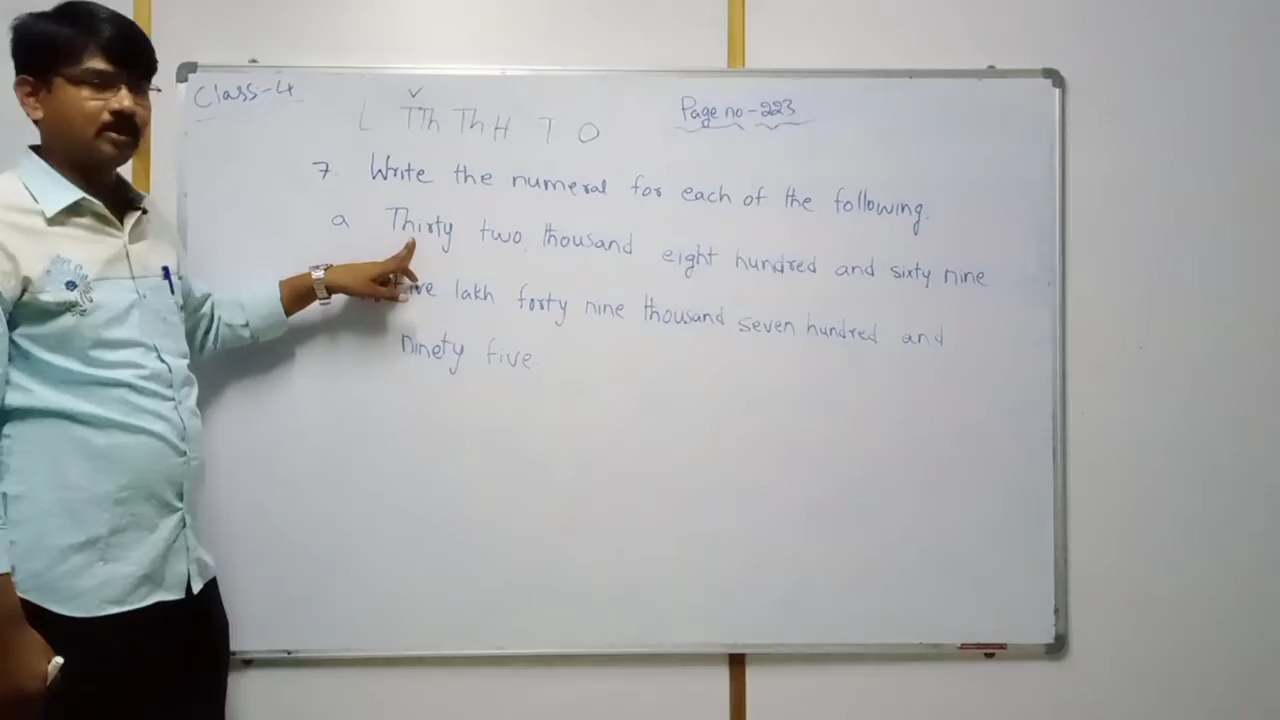 Class-4
L TTh Th H T O
Page no-223
7. Write the numeral for each of the following.
a Thirty two thousand eight hundred and sixty nine
Five lakh forty nine thousand seven hundred and
ninety five.